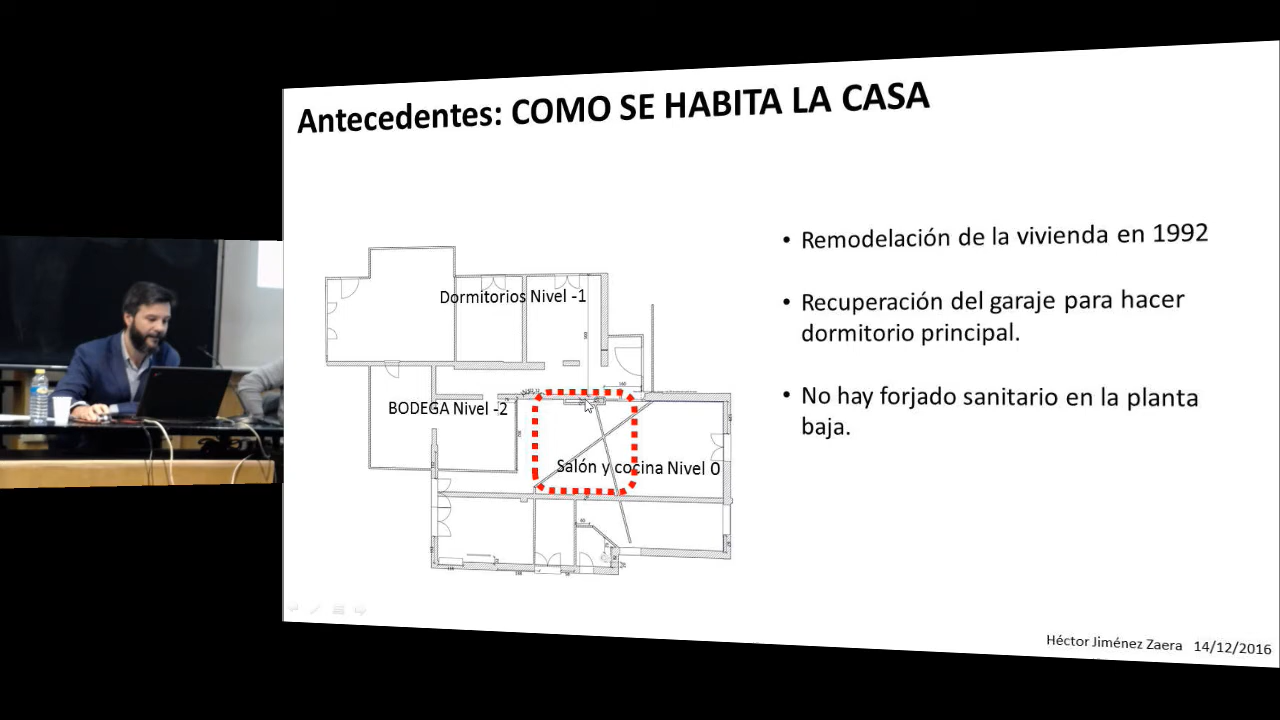 Antecedentes: COMO SE HABITA LA CASA
• Remodelación de la vivienda en 1992
• Recuperación del garaje para hacer
dormitorio principal.
• No hay forjado sanitario en la planta
baja.
Dormitorios Nivel -1
BODEGA Nivel -2
Salón y cocina Nivel 0
Héctor Jiménez Zaera 14/12/2016